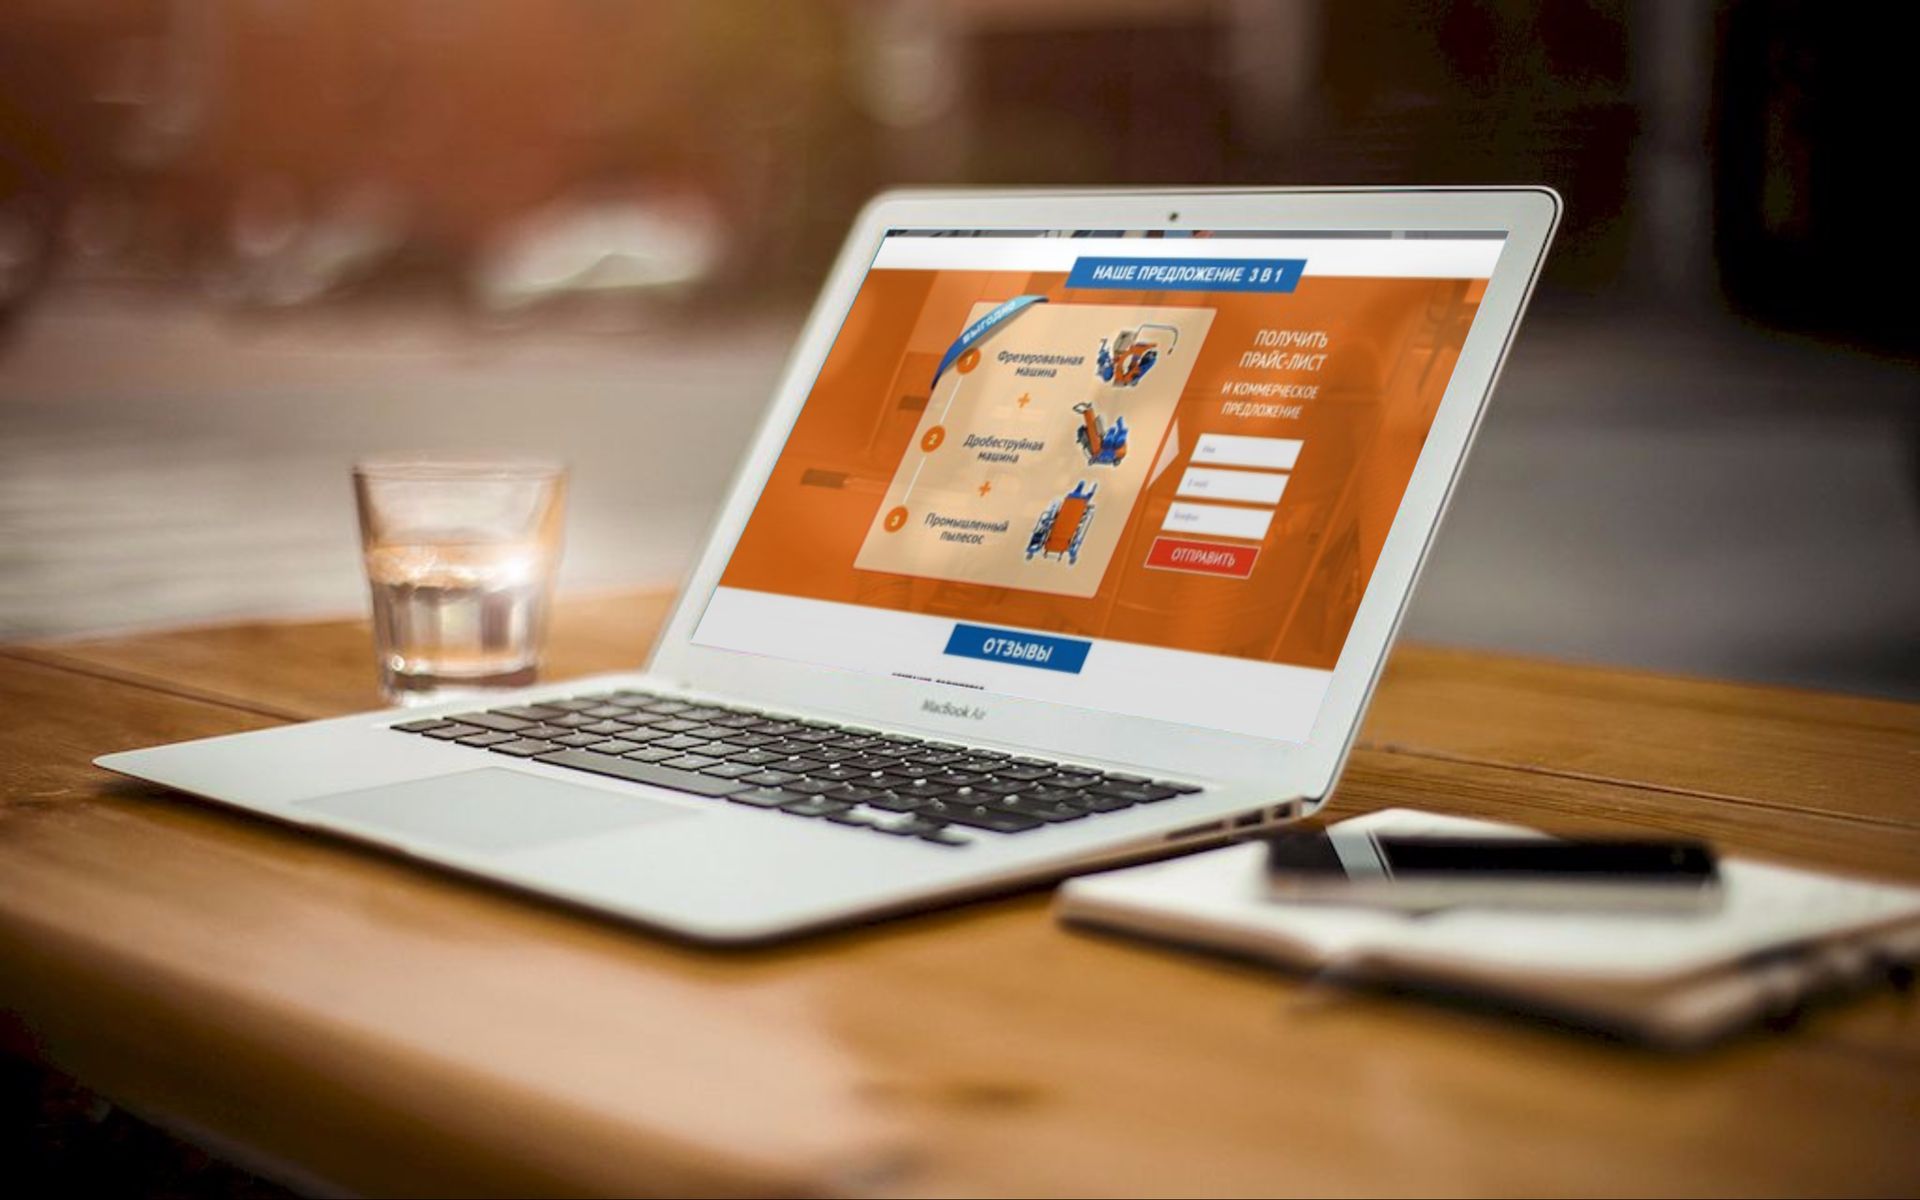 НАШЕ ПРЕДЛОЖЕНИЕ 3 В 1
ВЫГОДНО
1
Фрезеровальная
машина
+
2
Дробеструйная
машина
+
3
Промышленный
пылесос
ПОЛУЧИТЬ
ПРАЙС-ЛИСТ
И КОММЕРЧЕСКОЕ
ПРЕДЛОЖЕНИЕ
Имя
E-mail
Телефон
ОТПРАВИТЬ
ОТЗЫВЫ
MacBook Air